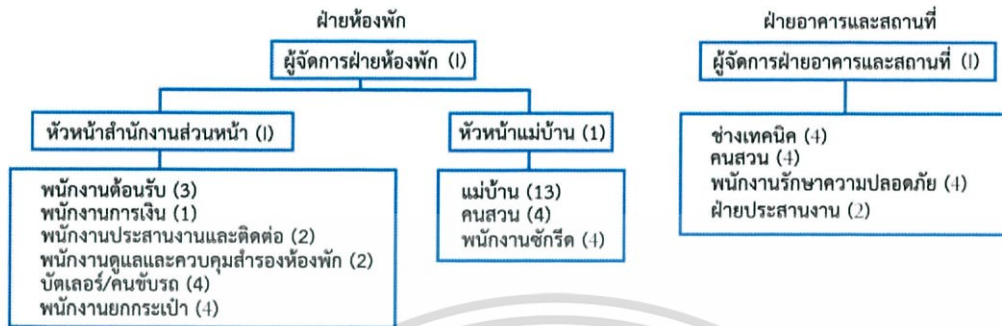 ฝ่ายห้องพัก
ผู้จัดการฝ่ายห้องพัก (1)
หัวหน้าสำนักงานส่วนหน้า (1)
พนักงานต้อนรับ (3)
พนักงานการเงิน (1)
พนักงานประสานงานและติดต่อ (2)
พนักงานดูแลและควบคุมสำรองห้องพัก (2)
บัตเลอร์/คนขับรถ (4)
พนักงานยกกระเป๋า (4)
หัวหน้าแม่บ้าน (1)
แม่บ้าน (13)
คนสวน (4)
พนักงานซักรีด (4)
ฝ่ายอาคารและสถานที่
ผู้จัดการฝ่ายอาคารและสถานที่ (1)
ช่างเทคนิค (4)
คนสวน (4)
พนักงานรักษาความปลอดภัย (4)
ฝ่ายประสานงาน (2)